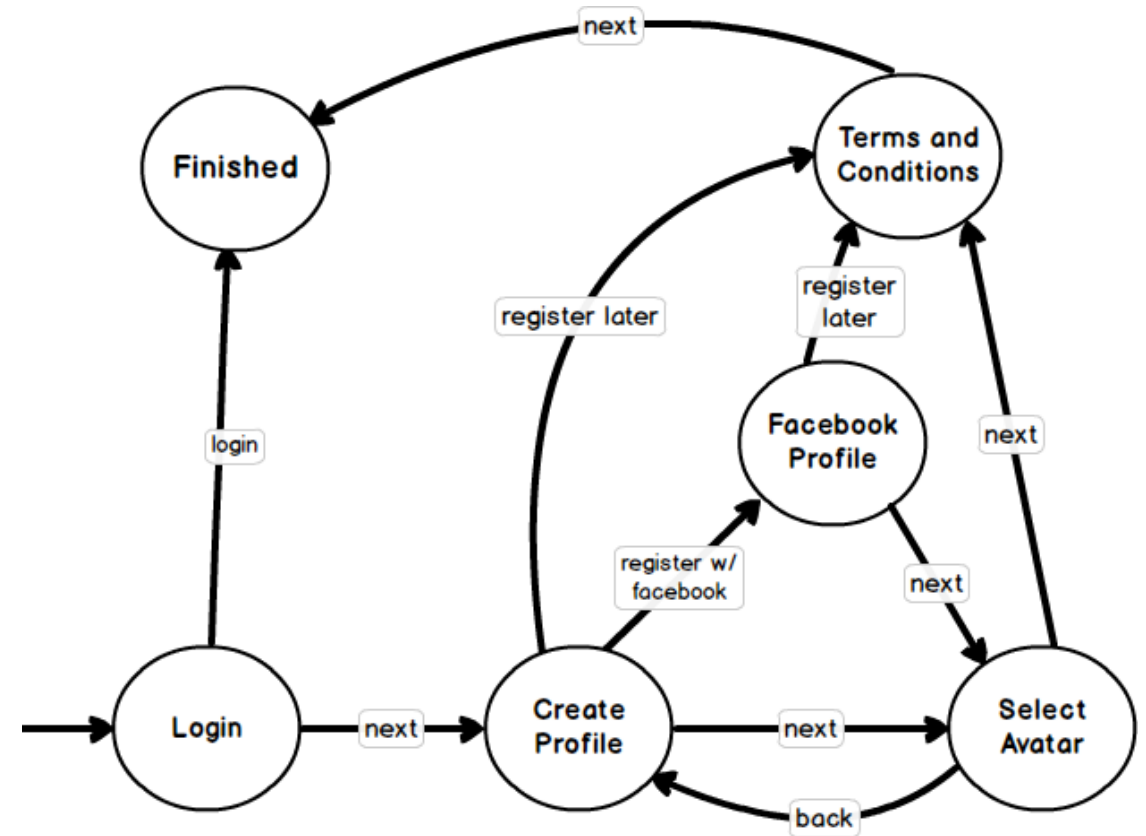 next
Finished
Terms and
Conditions
register later
register
later
login
Facebook
Profile
next
register w/
facebook
next
Login
next
Create
Profile
next
Select
Avatar
back